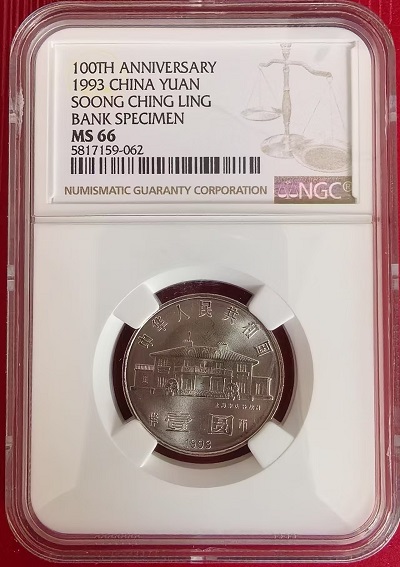 100TH ANNIVERSARY
1993 CHINA YUAN
SOONG CHING LING
BANK SPECIMEN
MS 66
5817159-062
NUMISMATIC GUARANTY CORPORATION
NGC®
中华人民共和国
壹圆
1993